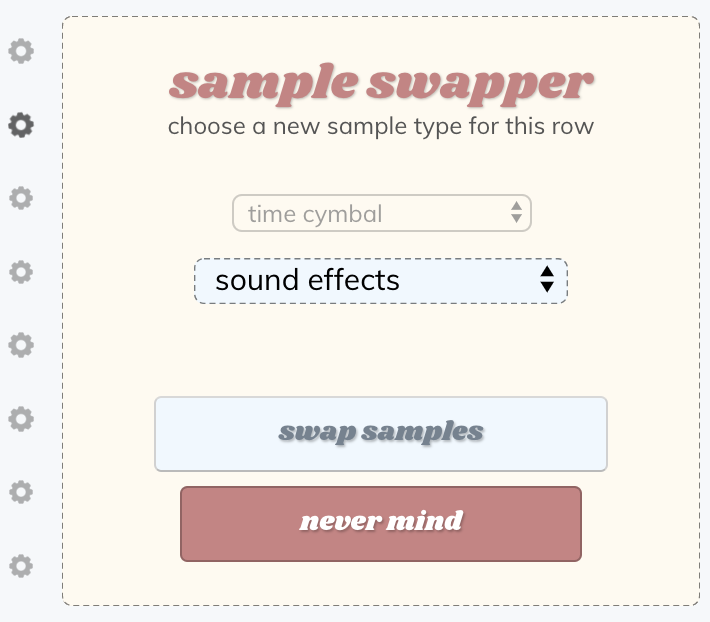 sample swapper
choose a new sample type for this row
time cymbal
sound effects
swap samples
never mind